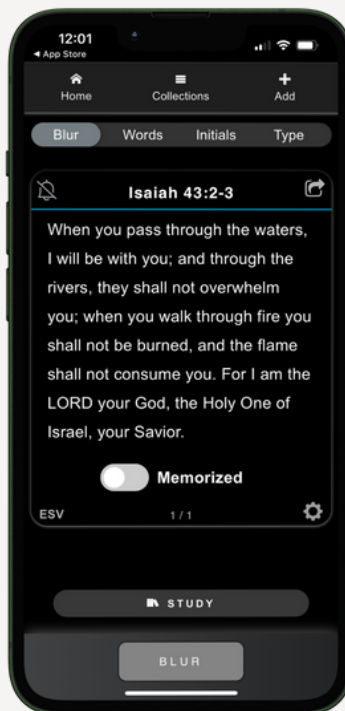 12:01
◀ App Store
Home Collections Add
Blur Words Initials Type
Isaiah 43:2-3
When you pass through the waters,
I will be with you; and through the
rivers, they shall not overwhelm
you; when you walk through fire you
shall not be burned, and the flame
shall not consume you. For I am the
LORD your God, the Holy One of
Israel, your Savior.
Memorized
ESV 1 / 1
STUDY
BLUR